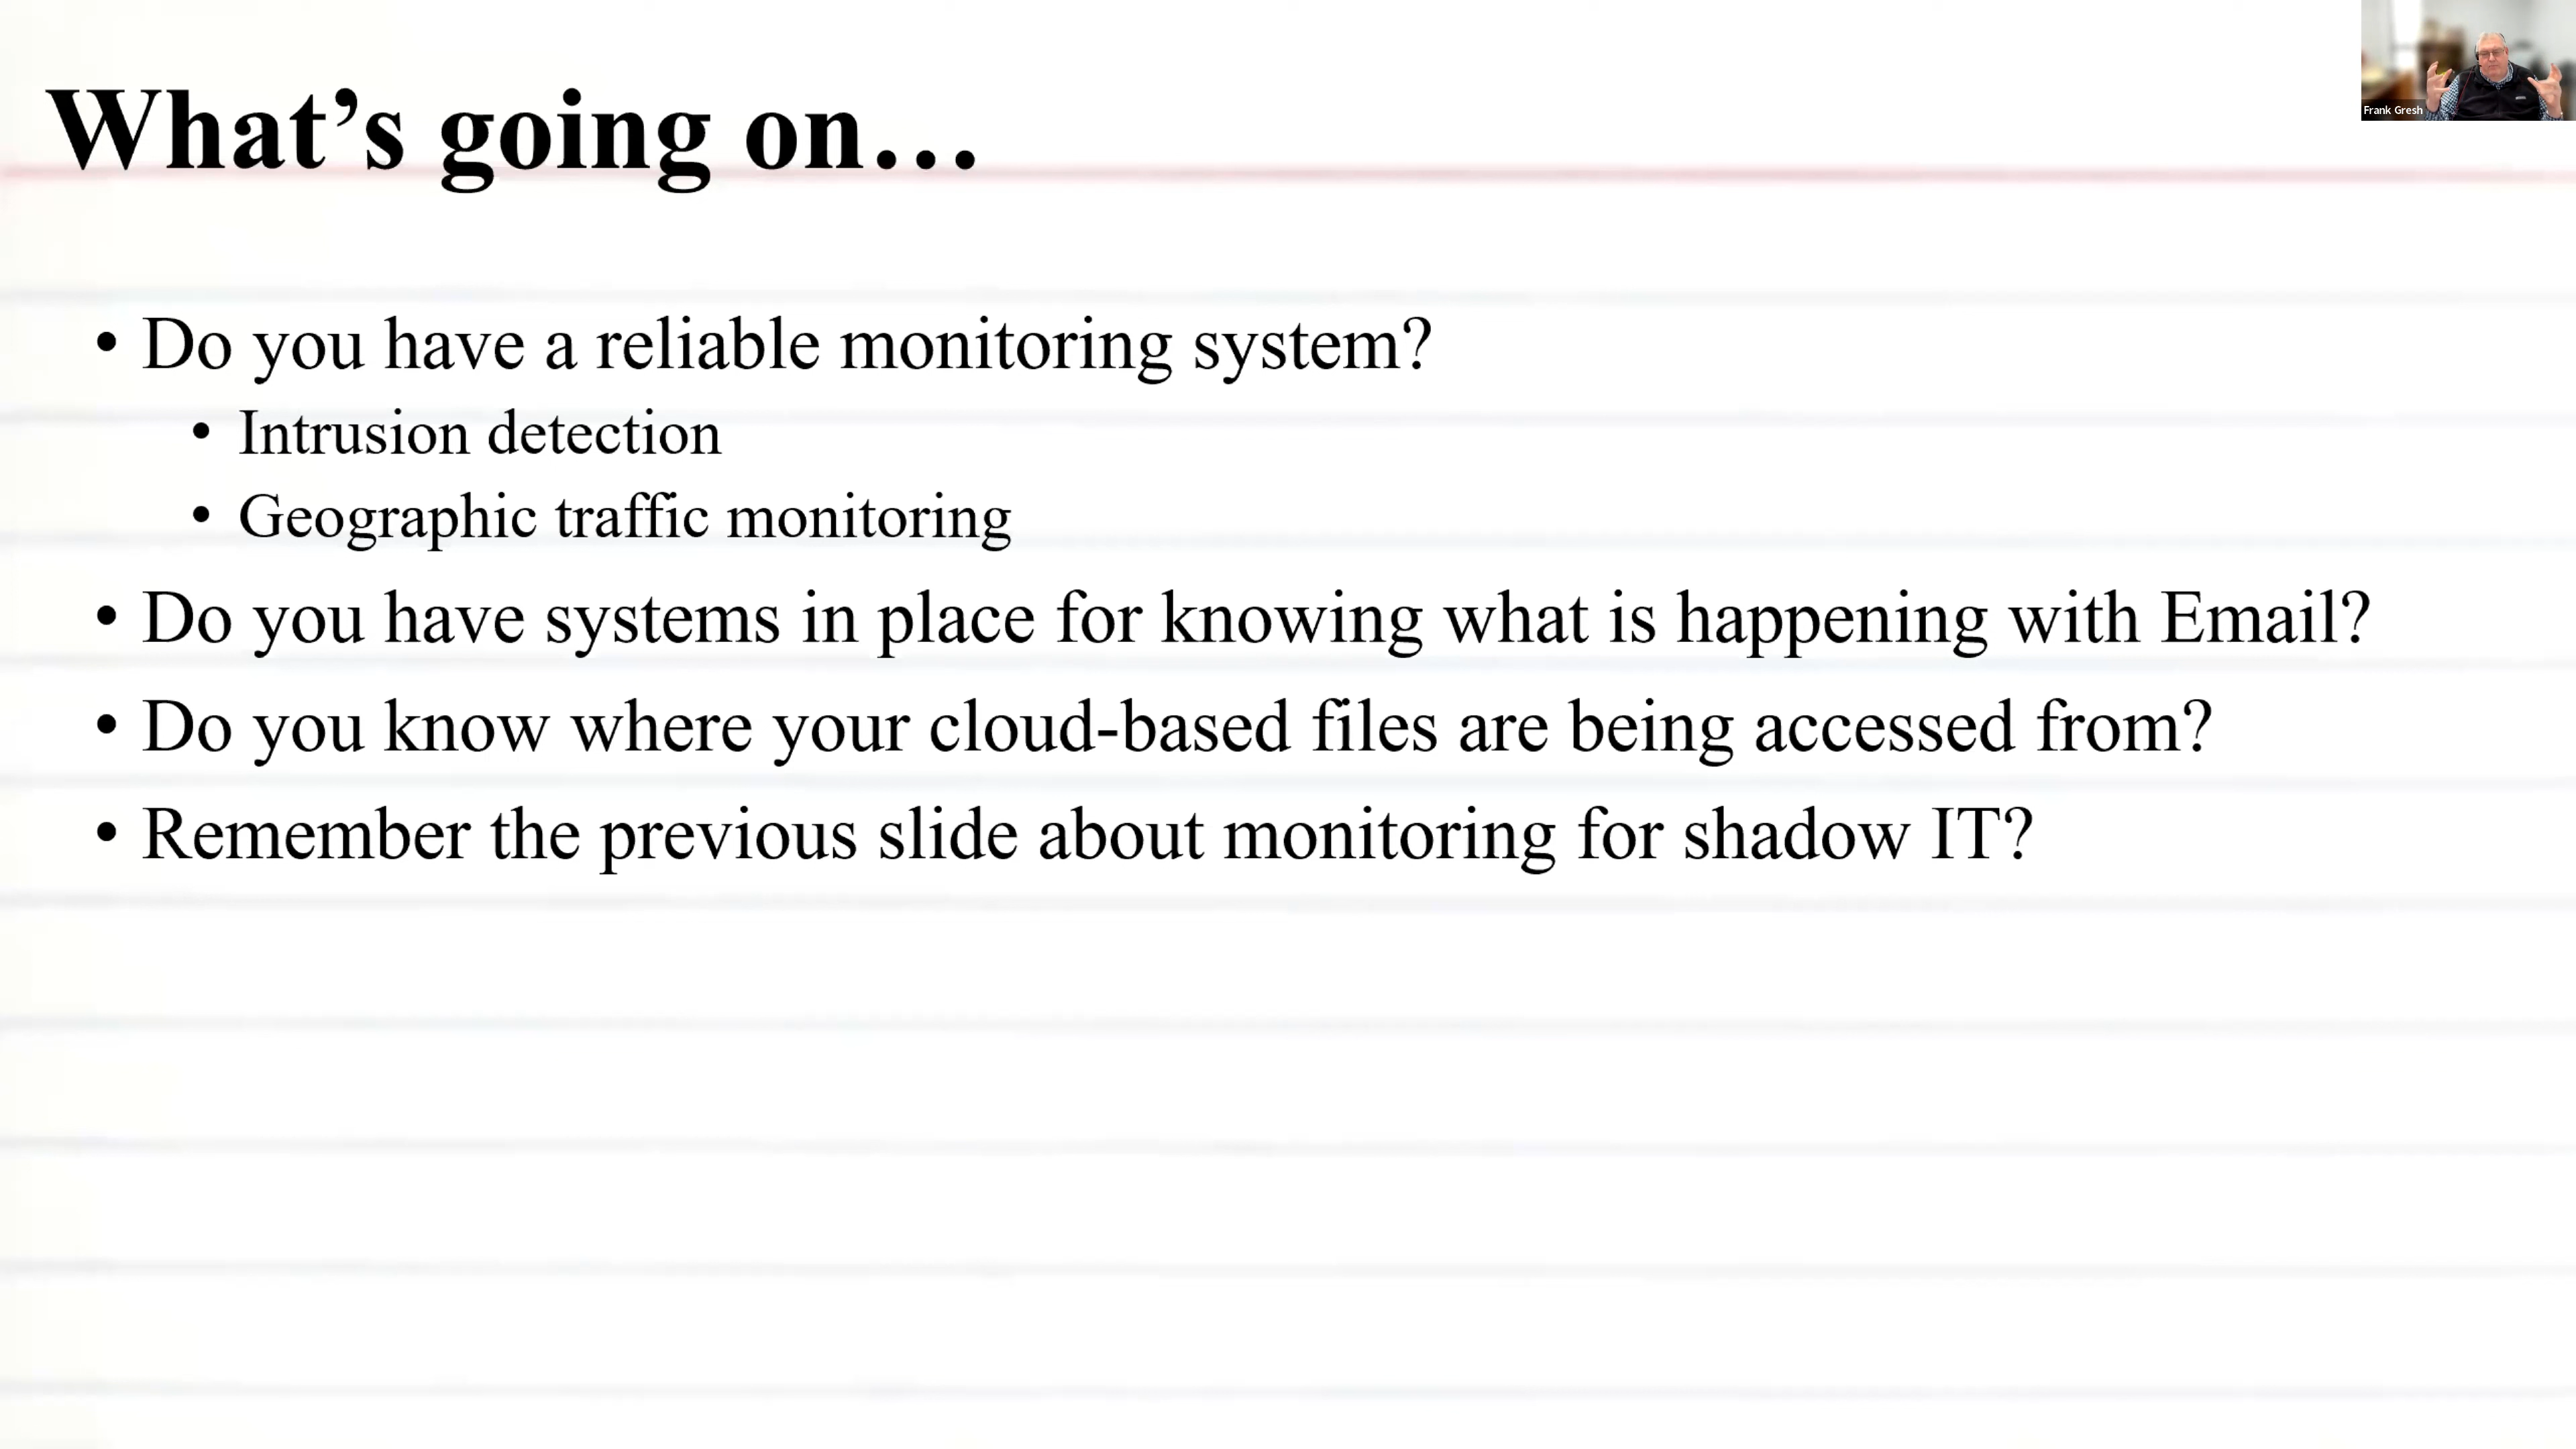 What’s going on…
Frank Gresh
• Do you have a reliable monitoring system?
• Intrusion detection
• Geographic traffic monitoring
• Do you have systems in place for knowing what is happening with Email?
• Do you know where your cloud-based files are being accessed from?
• Remember the previous slide about monitoring for shadow IT?